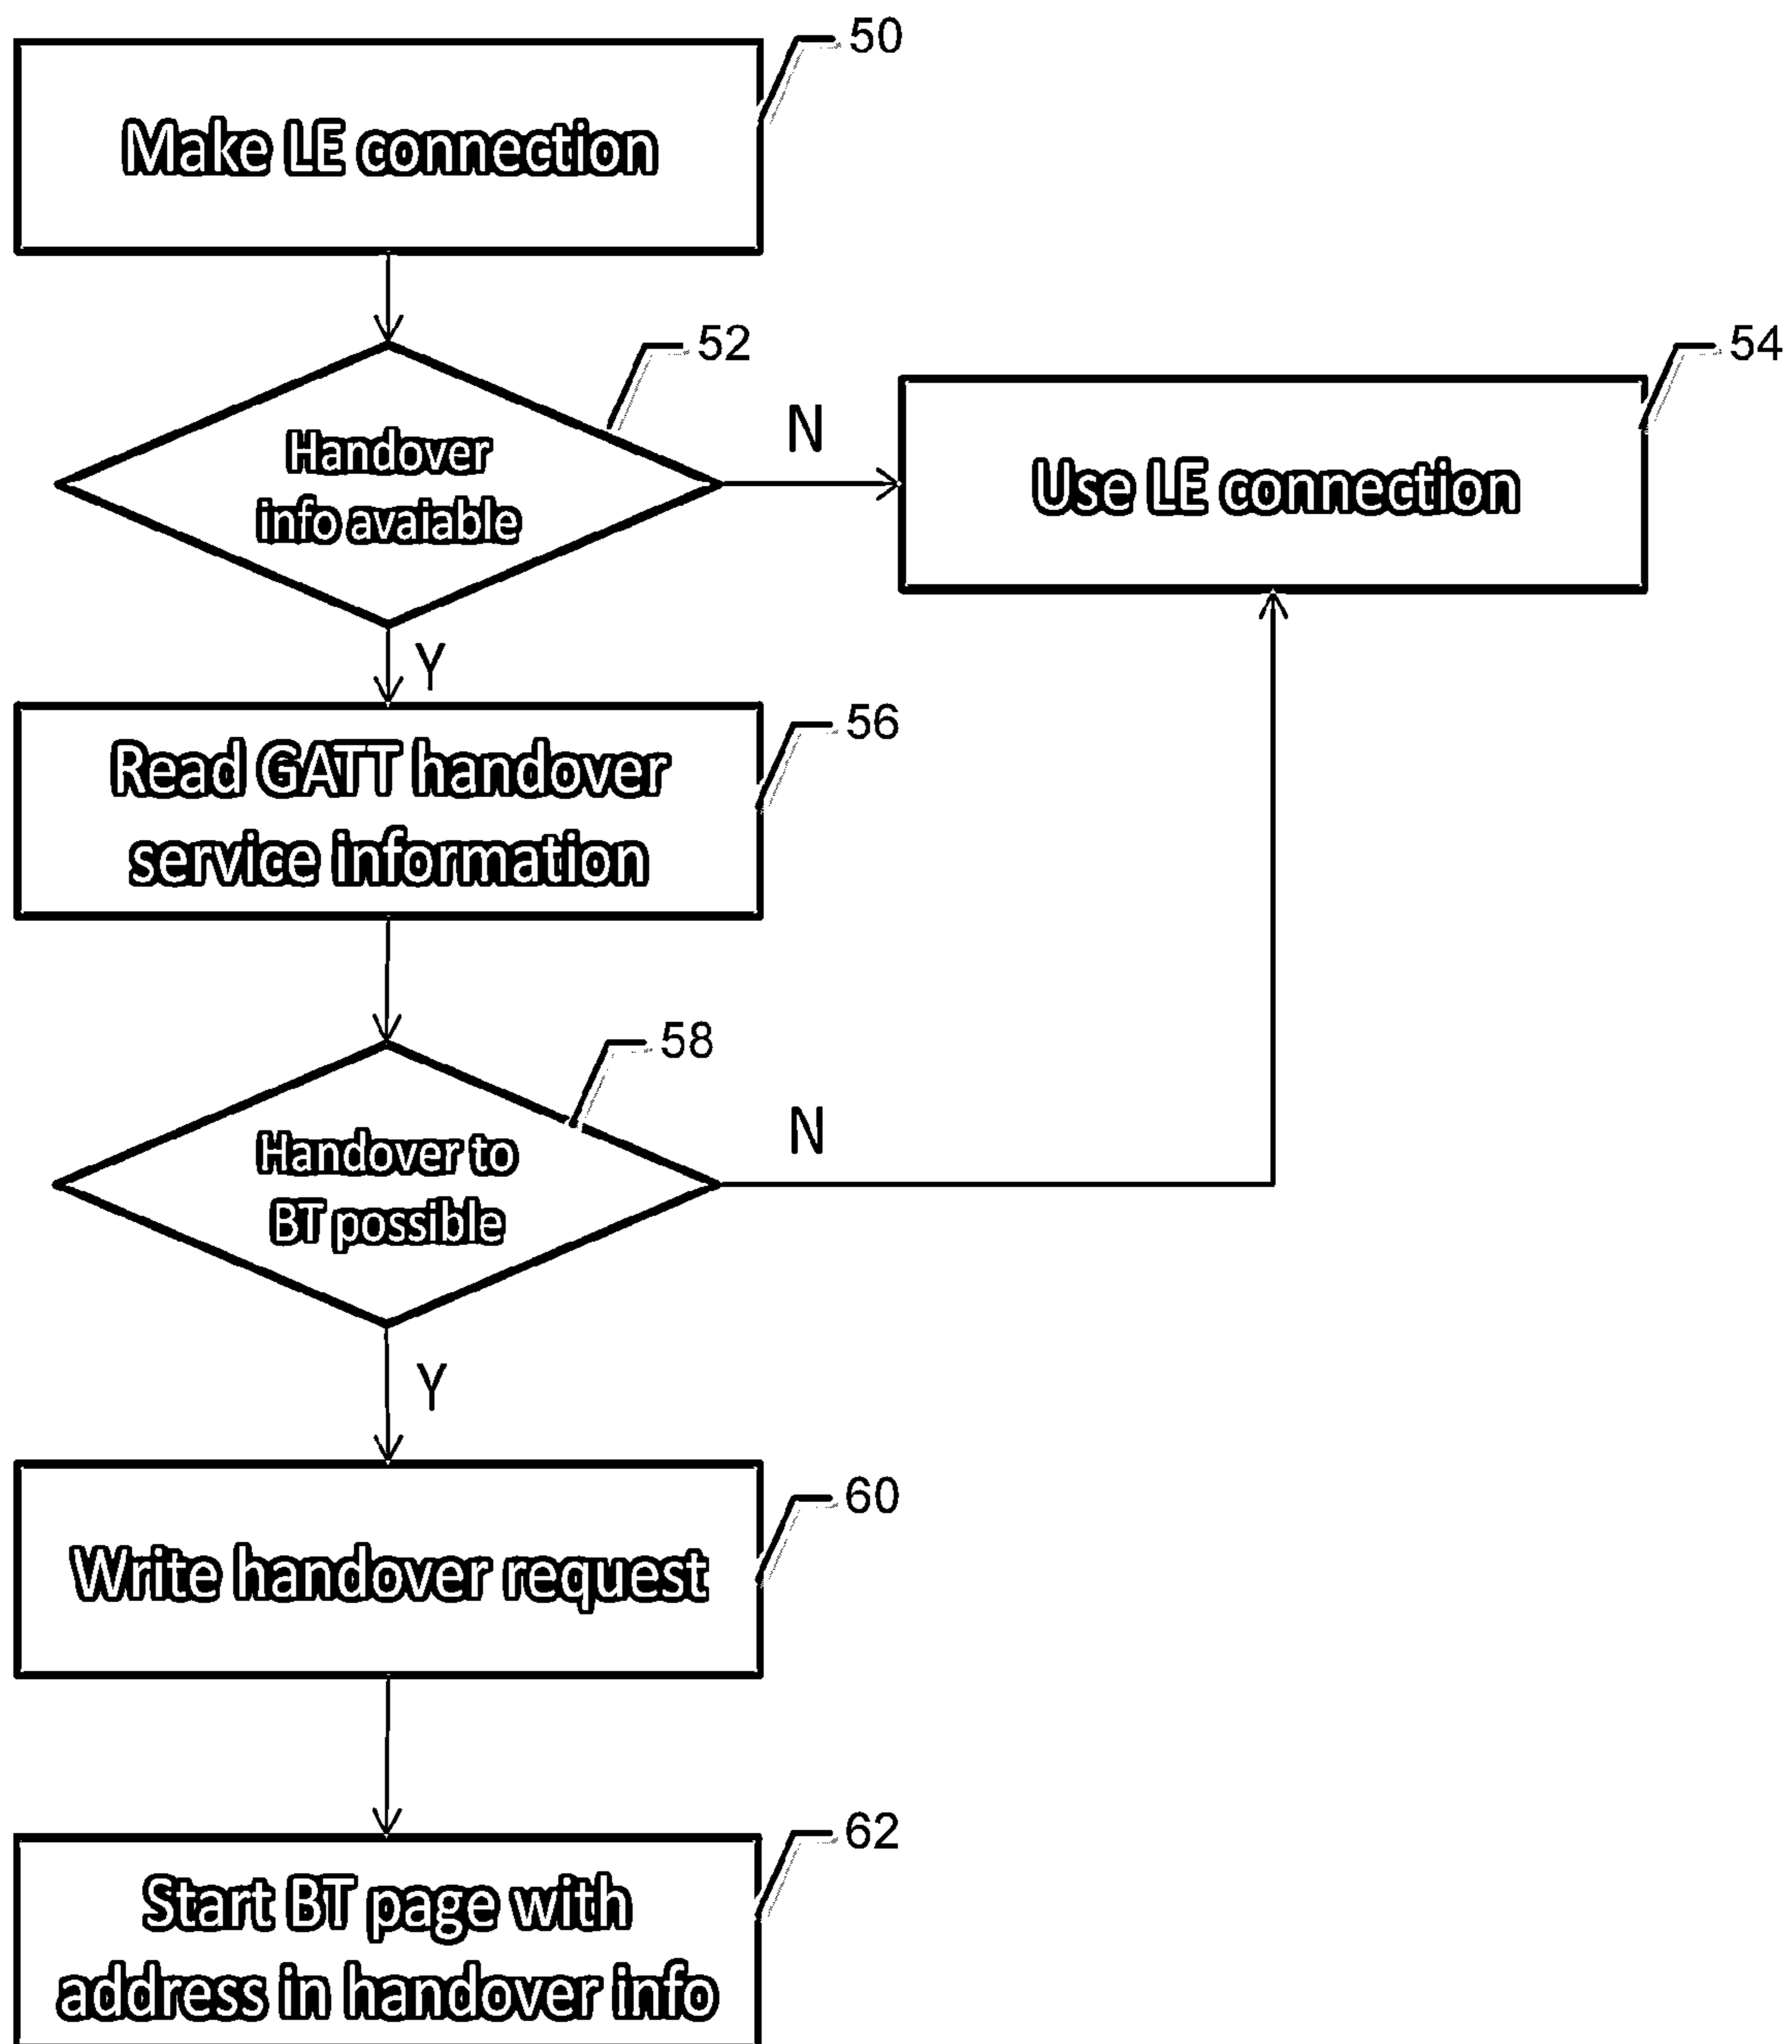 50
Make LE connection
52
Handover
info avaiable
N
54
Use LE connection
Y
56
Read GATT handover
service information
58
Handover to
BT possible
N
Y
60
Write handover request
62
Start BT page with
address in handover info